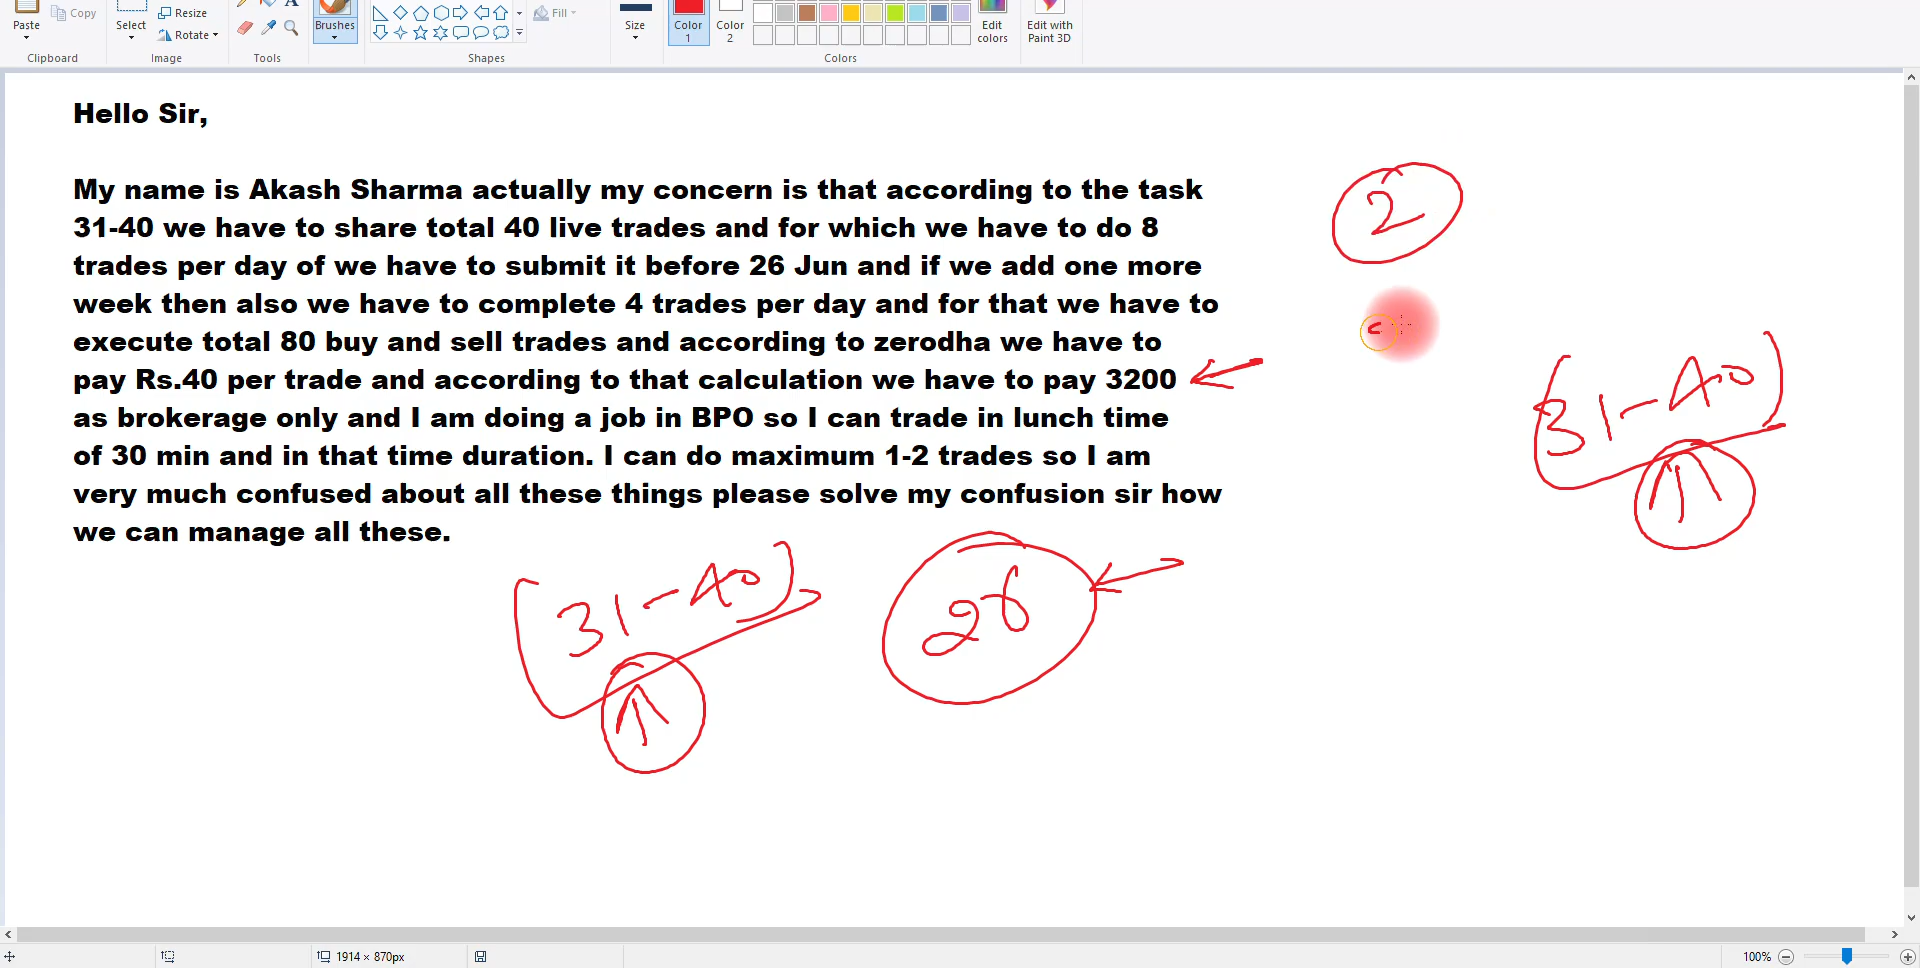 Paste
Copy
Select
Resize
Rotate
Brushes
Fill
Size
Color 1
Color 2
Edit colors
Edit with Paint 3D
Clipboard
Image
Tools
Shapes
Colors
Hello Sir,
My name is Akash Sharma actually my concern is that according to the task
31-40 we have to share total 40 live trades and for which we have to do 8
trades per day of we have to submit it before 26 Jun and if we add one more
week then also we have to complete 4 trades per day and for that we have to
execute total 80 buy and sell trades and according to zerodha we have to
pay Rs.40 per trade and according to that calculation we have to pay 3200
as brokerage only and I am doing a job in BPO so I can trade in lunch time
of 30 min and in that time duration. I can do maximum 1-2 trades so I am
very much confused about all these things please solve my confusion sir how
we can manage all these.
2
31-40
31-40
26
1914 × 870px
100%